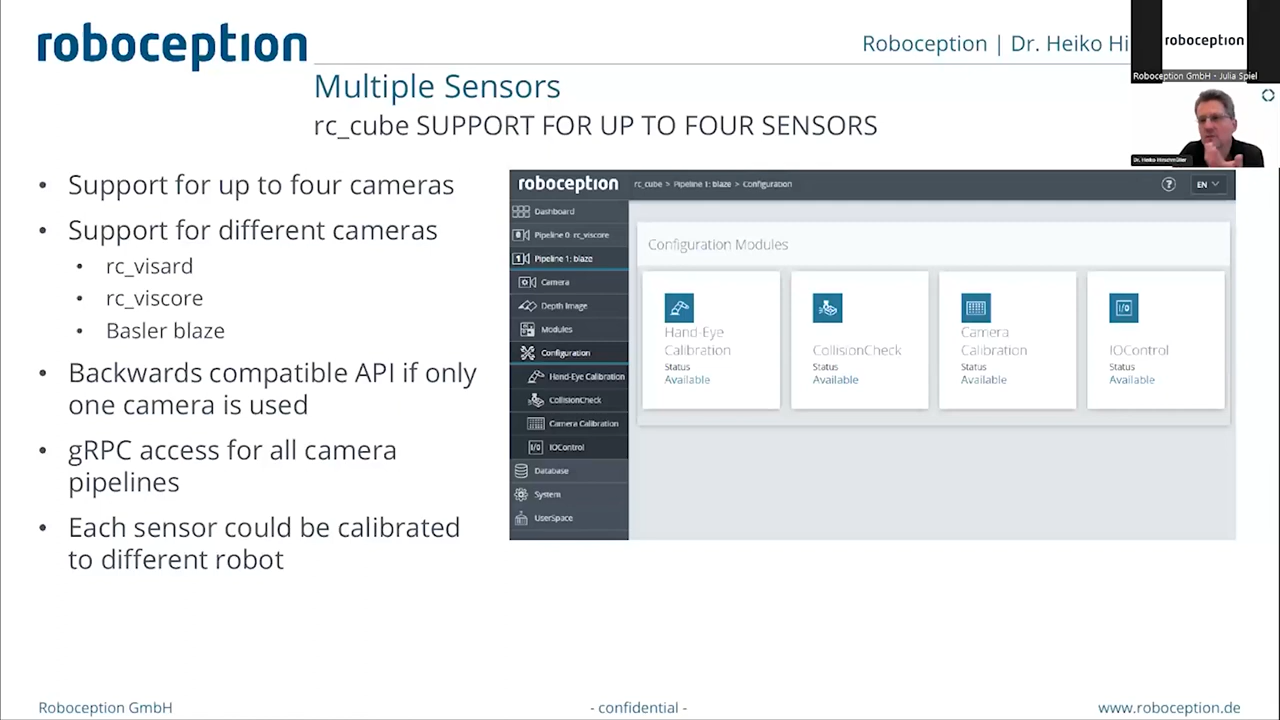 roboception
Roboception | Dr. Heiko Hi
roboception
Roboception GmbH - Julia Spiel
Dr. Heiko Hirschmüller
Multiple Sensors
rc_cube SUPPORT FOR UP TO FOUR SENSORS
• Support for up to four cameras
• Support for different cameras
• rc_visard
• rc_viscore
• Basler blaze
• Backwards compatible API if only
one camera is used
• gRPC access for all camera
pipelines
• Each sensor could be calibrated
to different robot
roboception
rc_cube > Pipeline 1: blaze > Configuration
?
EN
Dashboard
0 Pipeline 0: rc_viscore
1 Pipeline 1: blaze
Camera
Depth Image
Modules
Configuration
Hand-Eye Calibration
CollisionCheck
Camera Calibration
I/O IOControl
Database
System
UserSpace
Configuration Modules
Hand-Eye
Calibration
Status
Available
CollisionCheck
Status
Available
Camera
Calibration
Status
Available
I/O
IOControl
Status
Available
Roboception GmbH
- confidential -
www.roboception.de